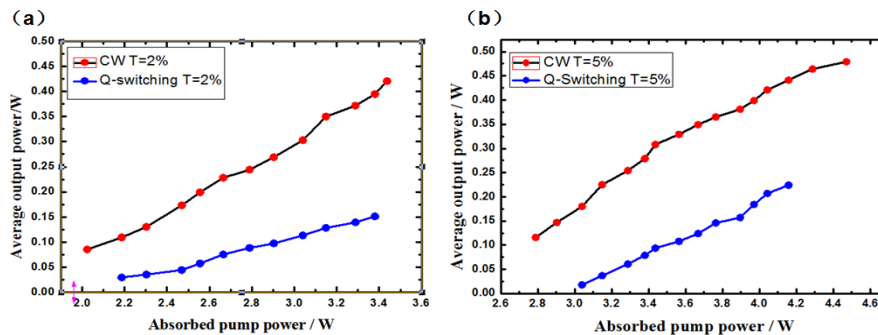 (a)
0.50
0.45
0.40
0.35
0.30
0.25
0.20
0.15
0.10
0.05
0.00
Average output power/W
CW T=2%
Q-switching T=2%
2.0 2.2 2.4 2.6 2.8 3.0 3.2 3.4 3.6
Absorbed pump power / W
(b)
0.50
0.45
0.40
0.35
0.30
0.25
0.20
0.15
0.10
0.05
0.00
Average output power / W
CW T=5%
Q-Switching T=5%
2.6 2.8 3.0 3.2 3.4 3.6 3.8 4.0 4.2 4.4 4.6
Absorbed pump power / W